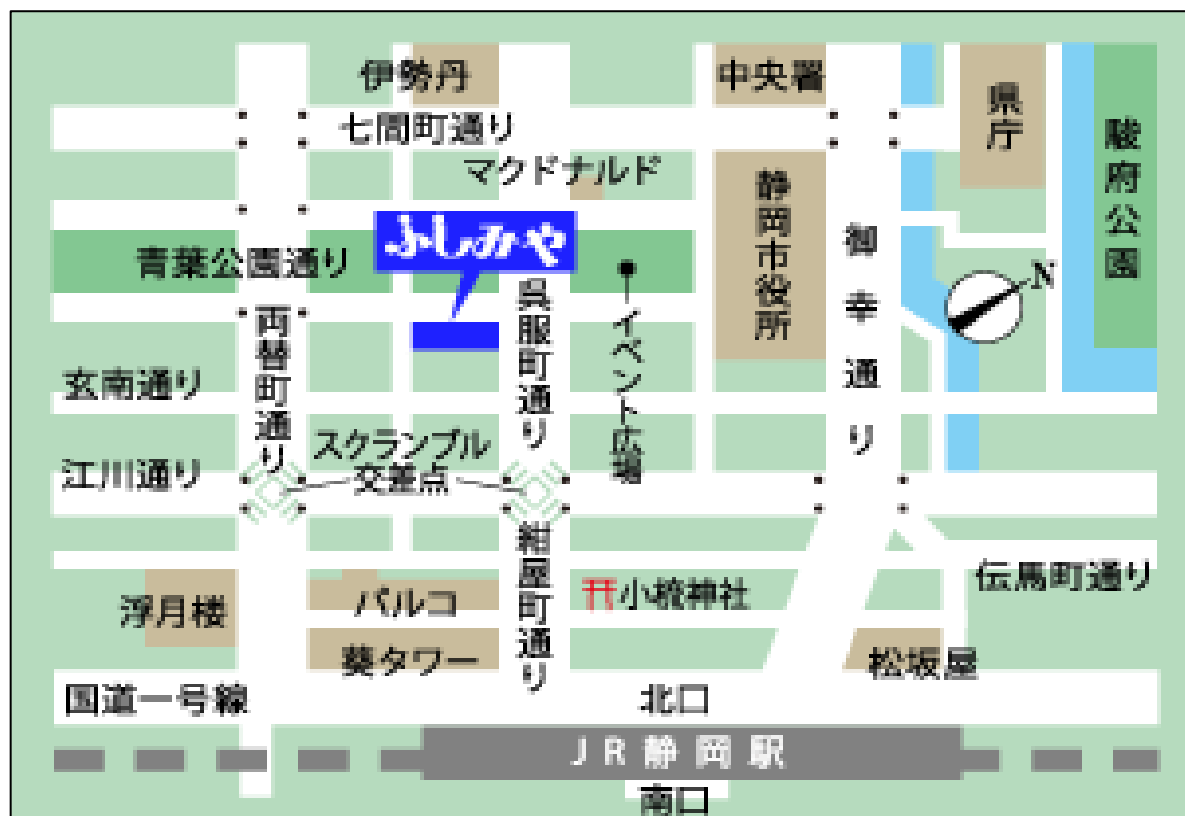 伊勢丹
中央署
県庁
駿府公園
七間町通り
マクドナルド
静岡市役所
御幸通り
ふしみや
青葉公園通り
N
両替町通り
呉服町通り
イベント広場
玄南通り
スクランブル
交差点
江川通り
紺屋町通り
伝馬町通り
浮月楼
パルコ
小梳神社
葵タワー
松坂屋
国道一号線
北口
JR静岡駅
南口